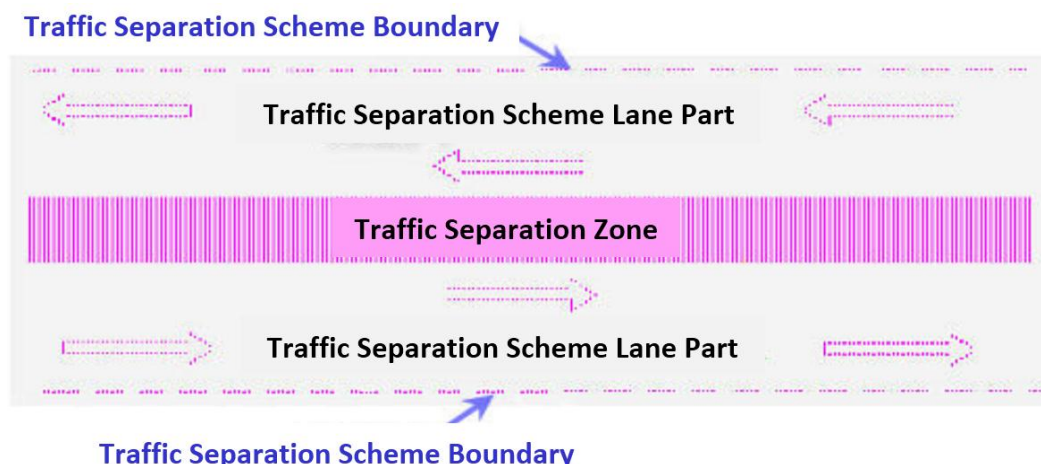 Traffic Separation Scheme Boundary
Traffic Separation Scheme Lane Part
Traffic Separation Zone
Traffic Separation Scheme Lane Part
Traffic Separation Scheme Boundary